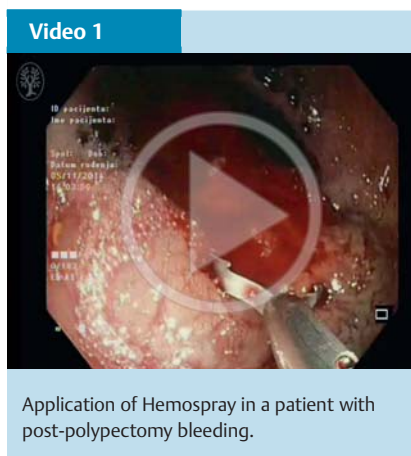 Video 1
ID pacijenta:
Ime pacijenta:
Spol:
Datum rođenja:
05/11/2014
Application of Hemospray in a patient with
post-polypectomy bleeding.